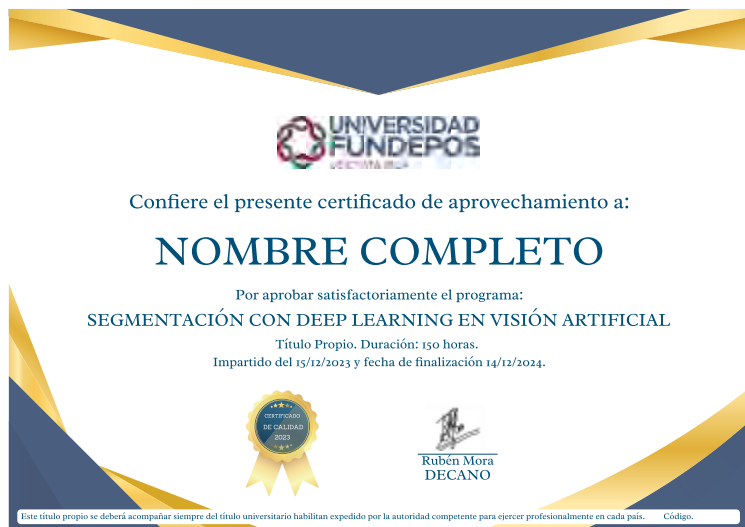 UNIVERSIDAD
FUNDEPOS
Confiere el presente certificado de aprovechamiento a:
NOMBRE COMPLETO
Por aprobar satisfactoriamente el programa:
SEGMENTACIÓN CON DEEP LEARNING EN VISIÓN ARTIFICIAL
Título Propio. Duración: 150 horas.
Impartido del 15/12/2023 y fecha de finalización 14/12/2024.
CERTIFICADO
DE CALIDAD
2023
Rubén Mora
DECANO
Este título propio se deberá acompañar siempre del título universitario habilitan expedido por la autoridad competente para ejercer profesionalmente en cada país. Código.